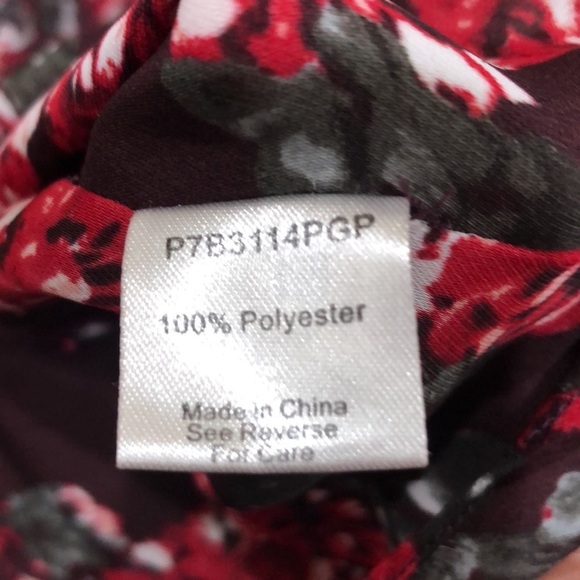 P7B3114PGP
100% Polyester
Made in China
See Reverse
For Care